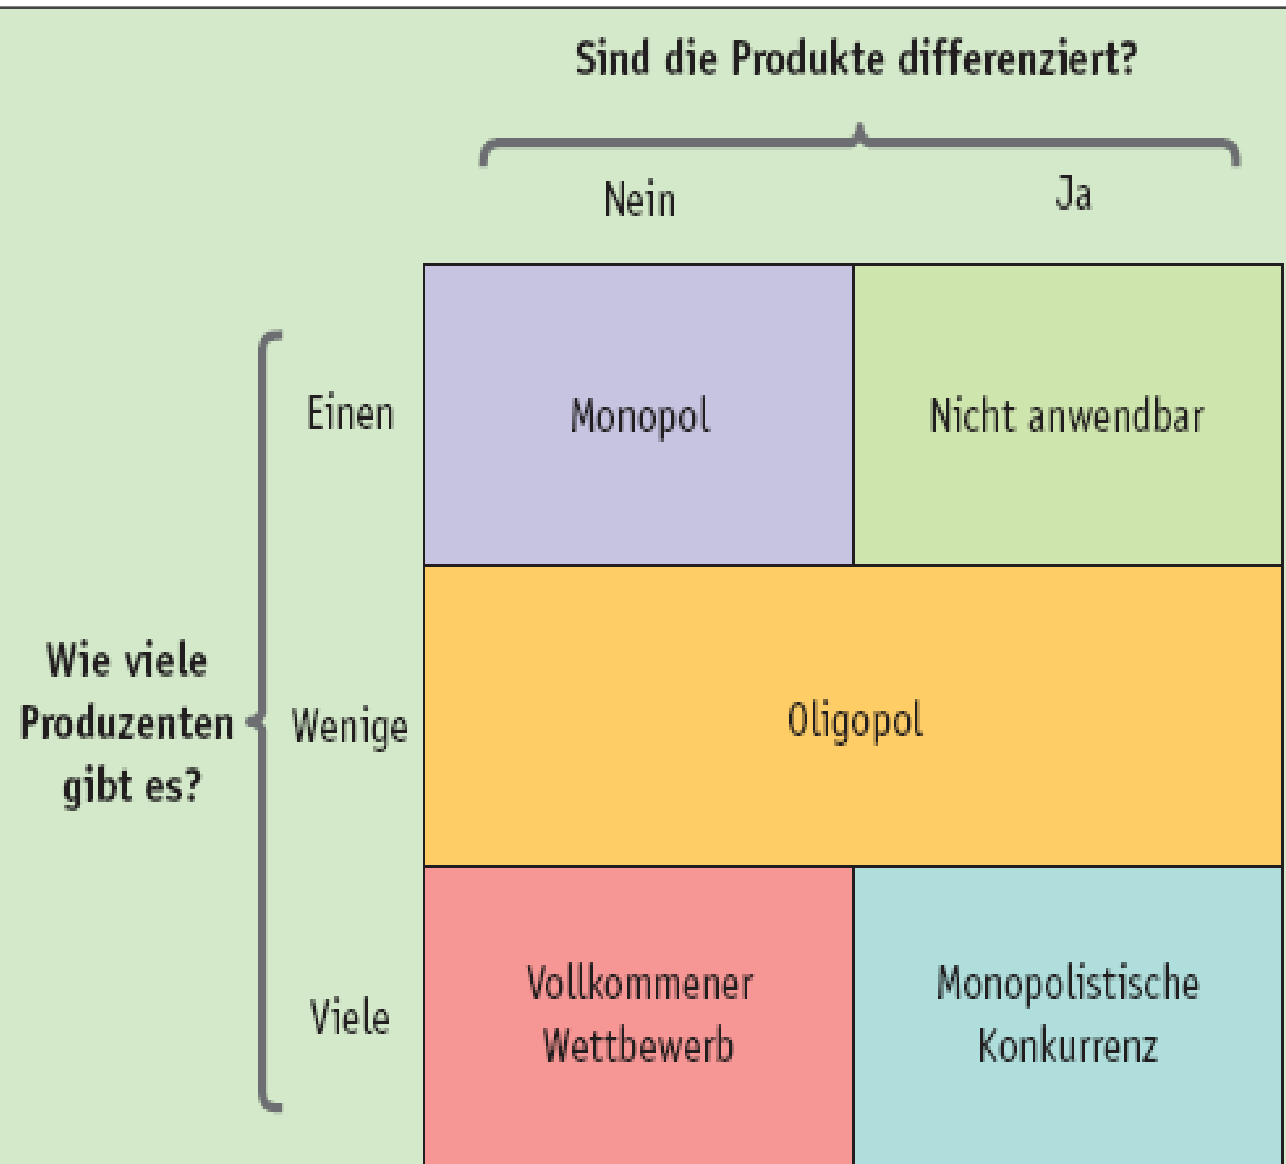 Sind die Produkte differenziert?
Nein
Ja
Einen
Monopol
Nicht anwendbar
Wie viele
Produzenten
gibt es?
Wenige
Oligopol
Viele
Vollkommener
Wettbewerb
Monopolistische
Konkurrenz